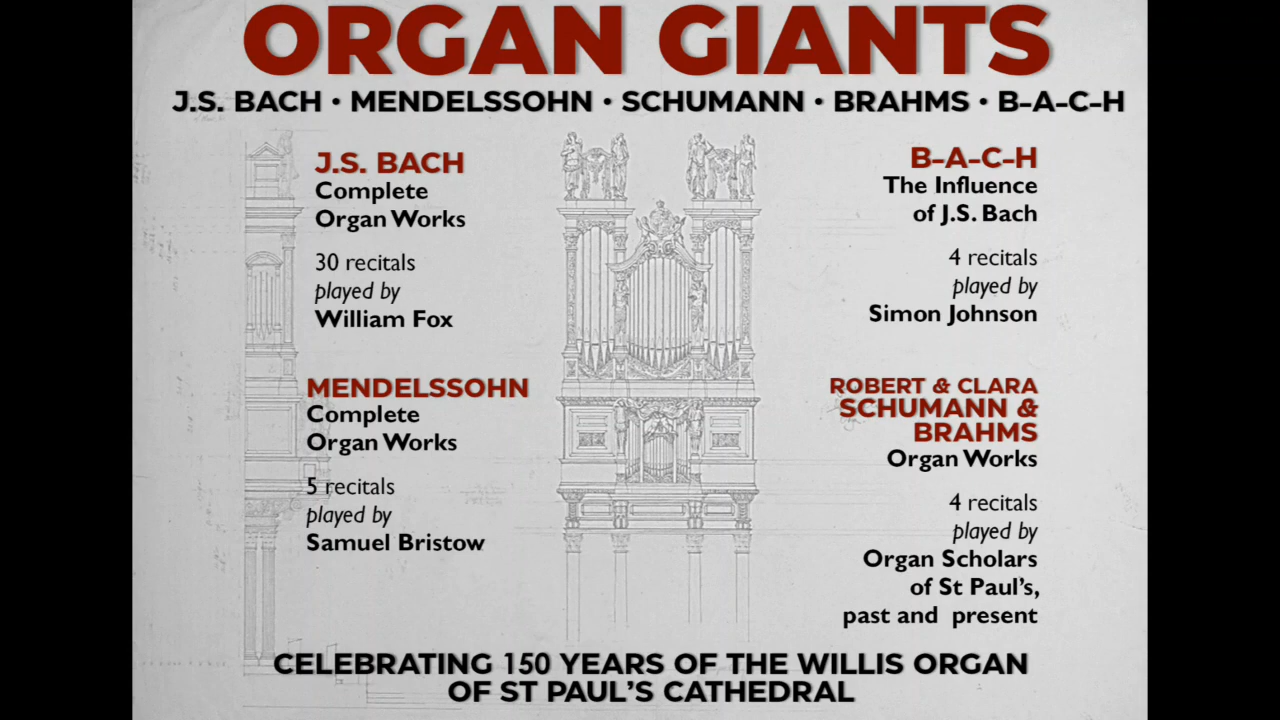 ORGAN GIANTS
J.S. BACH • MENDELSSOHN • SCHUMANN • BRAHMS • B-A-C-H
J.S. BACH
Complete
Organ Works
30 recitals
played by
William Fox
MENDELSSOHN
Complete
Organ Works
5 recitals
played by
Samuel Bristow
B-A-C-H
The Influence
of J.S. Bach
4 recitals
played by
Simon Johnson
ROBERT & CLARA
SCHUMANN &
BRAHMS
Organ Works
4 recitals
played by
Organ Scholars
of St Paul's,
past and present
CELEBRATING 150 YEARS OF THE WILLIS ORGAN
OF ST PAUL'S CATHEDRAL